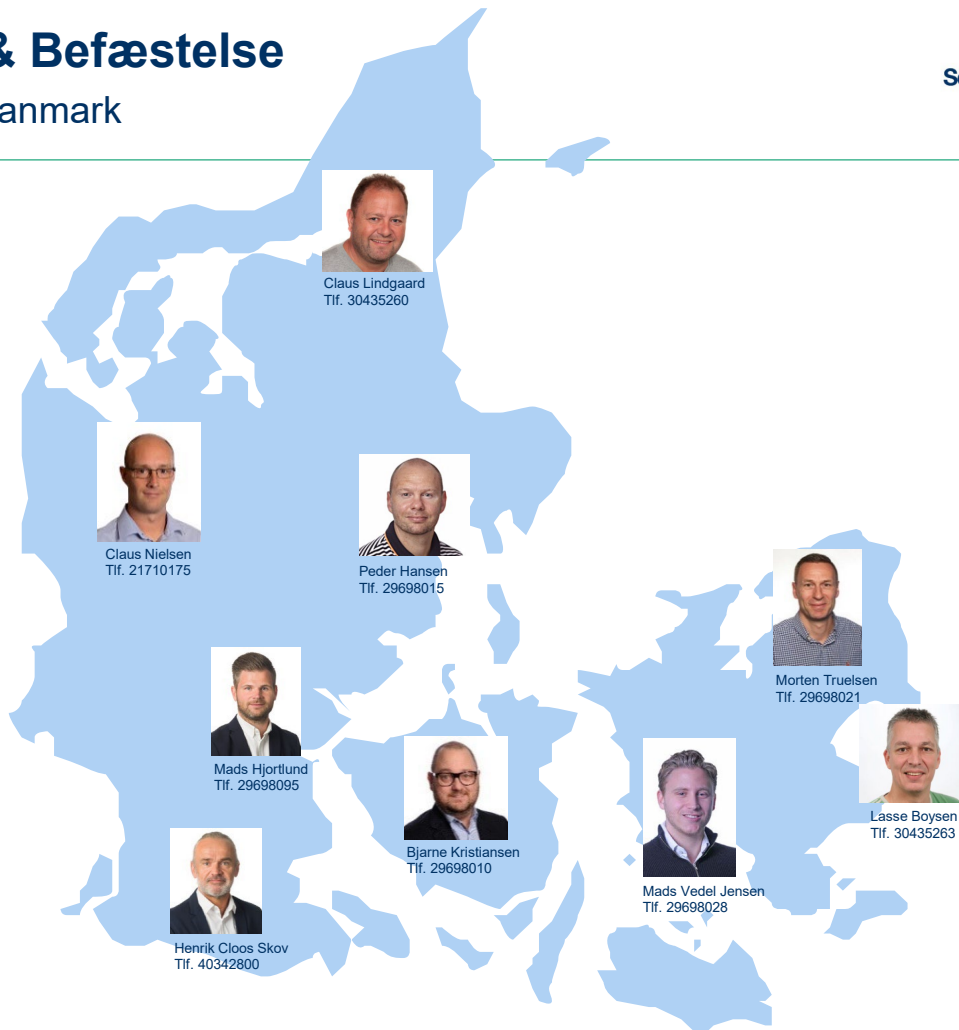 & Befæstelse
anmark
Claus Lindgaard
Tlf. 30435260
Claus Nielsen
Tlf. 21710175
Peder Hansen
Tlf. 29698015
Morten Truelsen
Tlf. 29698021
Mads Hjortlund
Tlf. 29698095
Lasse Boysen
Tlf. 30435263
Bjarne Kristiansen
Tlf. 29698010
Mads Vedel Jensen
Tlf. 29698028
Henrik Cloos Skov
Tlf. 40342800